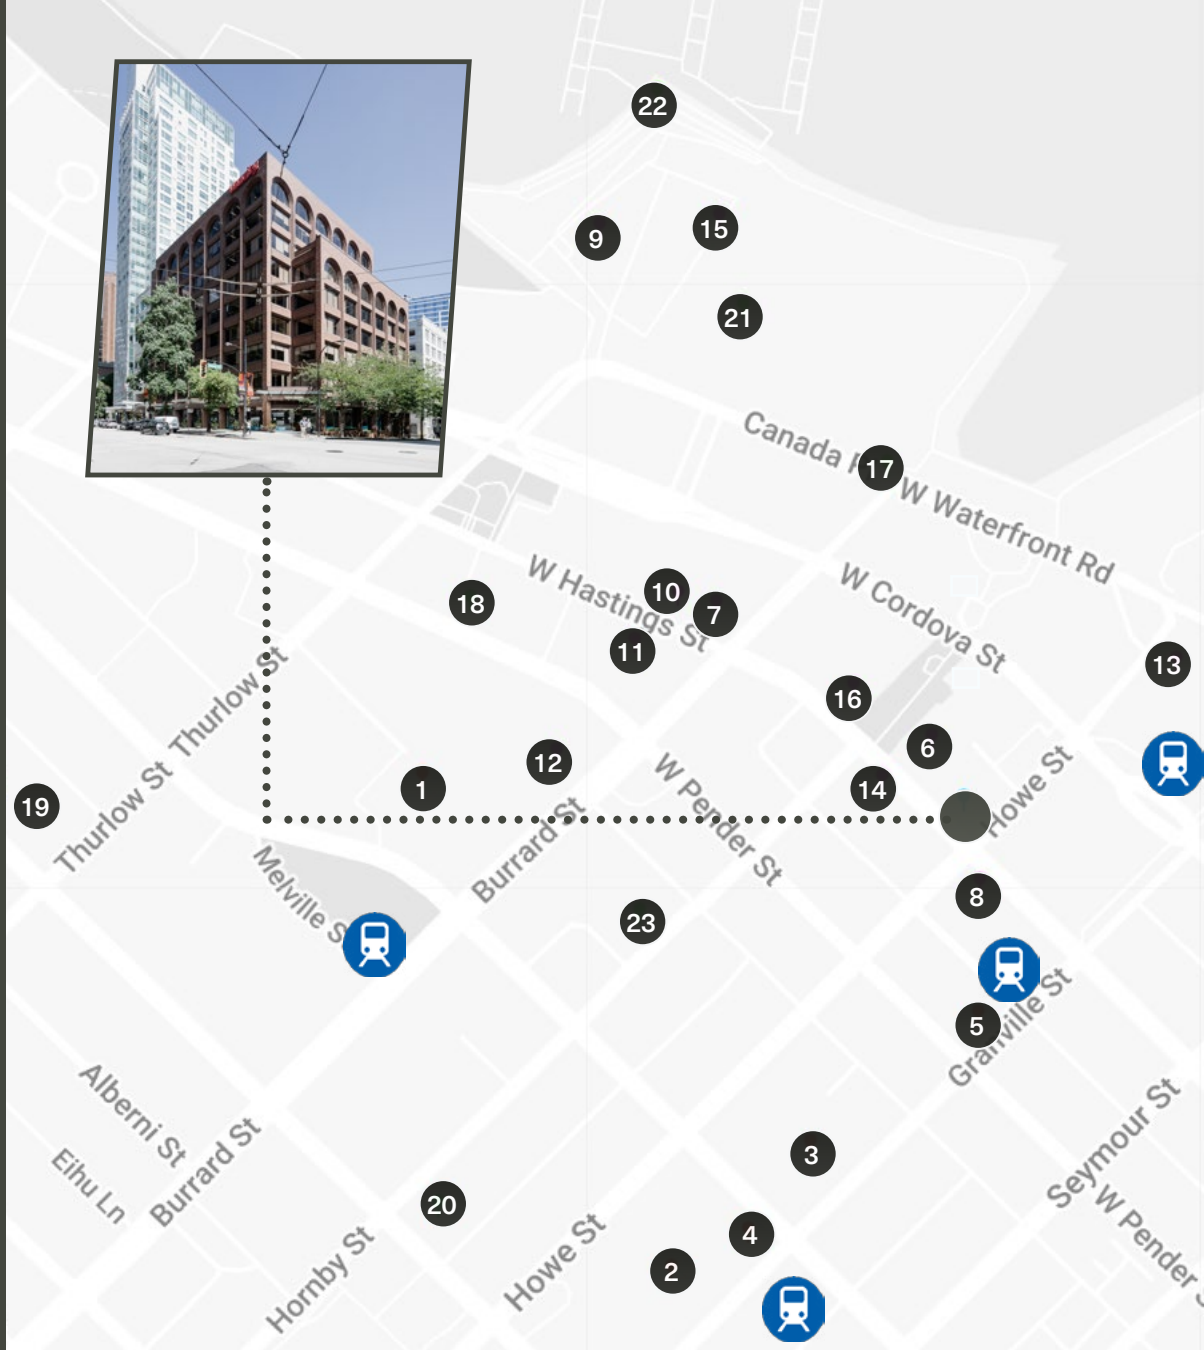 22
9
15
21
Canada P
17
W Waterfront Rd
W Hastings St
10
7
11
18
W Cordova St
16
6
13
Howe St
14
Thurlow St
Thurlow St
19
1
12
Burrard St
W Pender St
Melville S
23
8
5
Granville St
Alberni St
Eihu Ln
Burrard St
20
Hornby St
Howe St
3
4
2
Seymour St
W Pender S